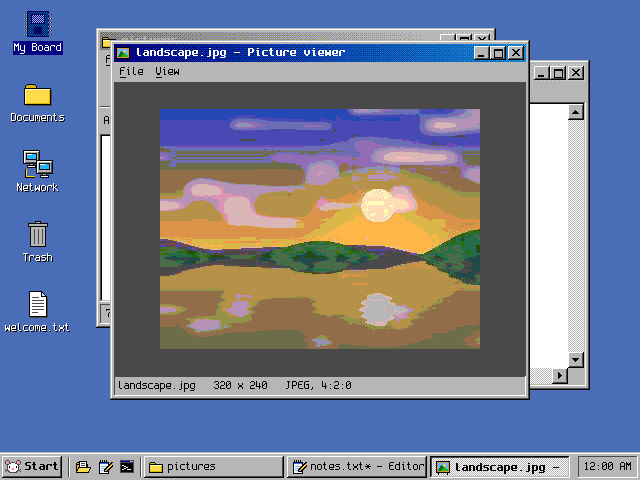 My Board
Documents
Network
Trash
welcome.txt
landscape.jpg - Picture viewer
File View
landscape.jpg 320 x 240 JPEG, 4:2:0
Start
pictures
notes.txt* - Editor
landscape.jpg -
12:00 AM